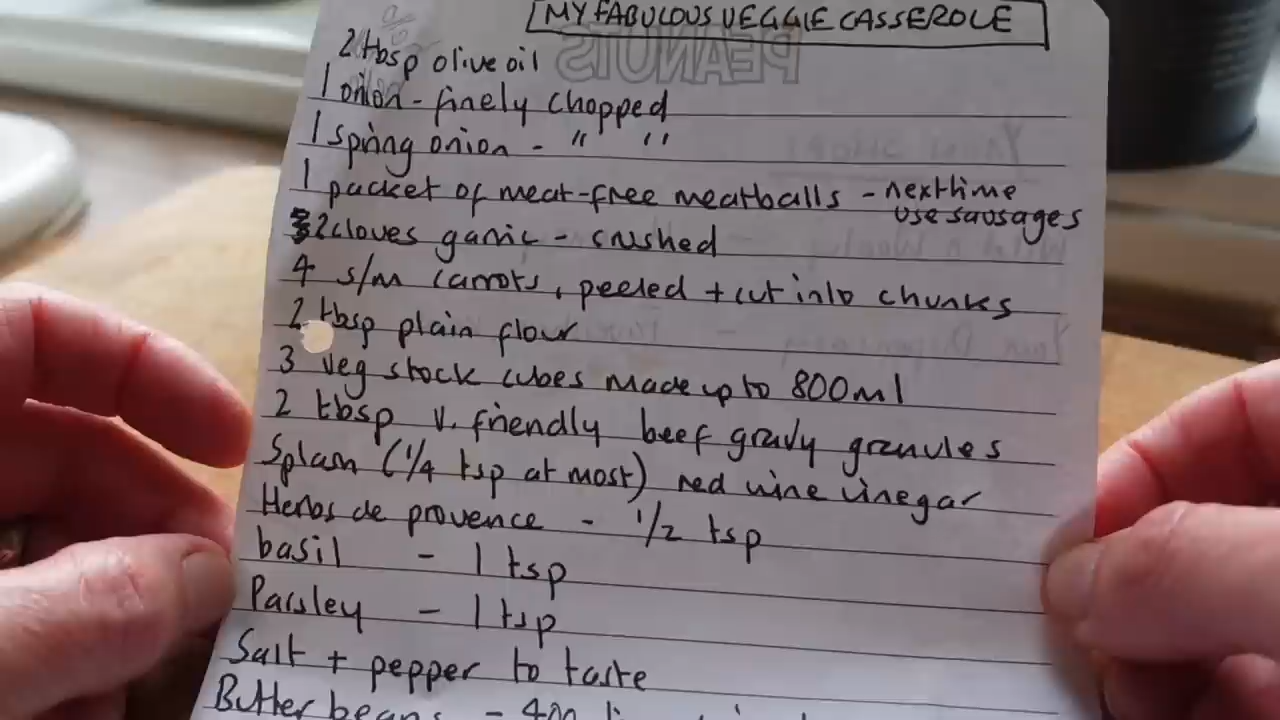 MY FABULOUS VEGGIE CASSEROLE
PEANUTS
2 tbsp olive oil
1 onion - finely chopped
1 spring onion - " "
1 packet of meat-free meatballs - next time
use sausages
2 cloves garlic - crushed
4 s/m carrots, peeled + cut into chunks
2 tbsp plain flour
3 veg stock cubes made up to 800ml
2 tbsp v. friendly beef gravy granules
Splash (1/4 tsp at most) red wine vinegar
Herbs de provence - 1/2 tsp
basil - 1 tsp
Parsley - 1 tsp
Salt + pepper to taste
Butter beans - 400